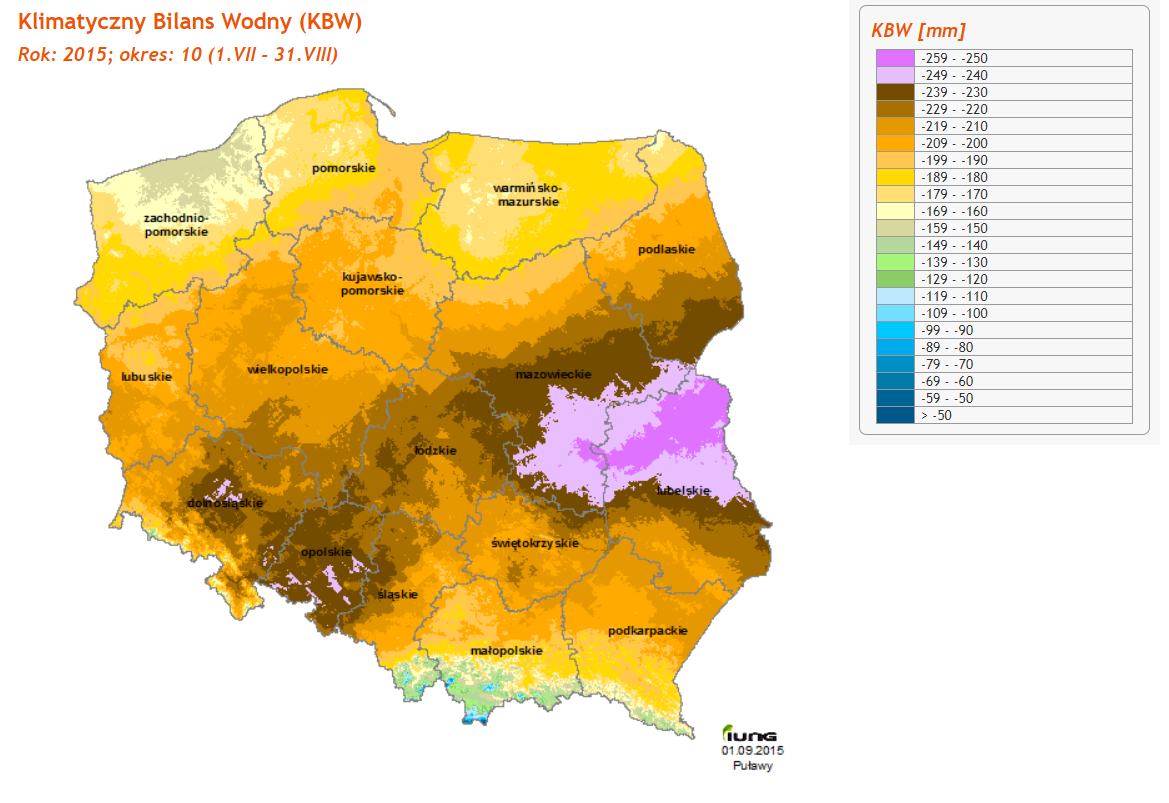 Klimatyczny Bilans Wodny (KBW)
Rok: 2015; okres: 10 (1.VII - 31.VIII)
KBW [mm]
-259 - -250
-249 - -240
-239 - -230
-229 - -220
-219 - -210
-209 - -200
-199 - -190
-189 - -180
-179 - -170
-169 - -160
-159 - -150
-149 - -140
-139 - -130
-129 - -120
-119 - -110
-109 - -100
-99 - -90
-89 - -80
-79 - -70
-69 - -60
-59 - -50
> -50
pomorskie
warmińsko-
mazurskie
zachodnio-
pomorskie
podlaskie
kujawsko-
pomorskie
lubuskie
wielkopolskie
mazowieckie
łódzkie
lubelskie
dolnośląskie
opolskie
świętokrzyskie
śląskie
podkarpackie
małopolskie
IUNG
01.09.2015
Puławy